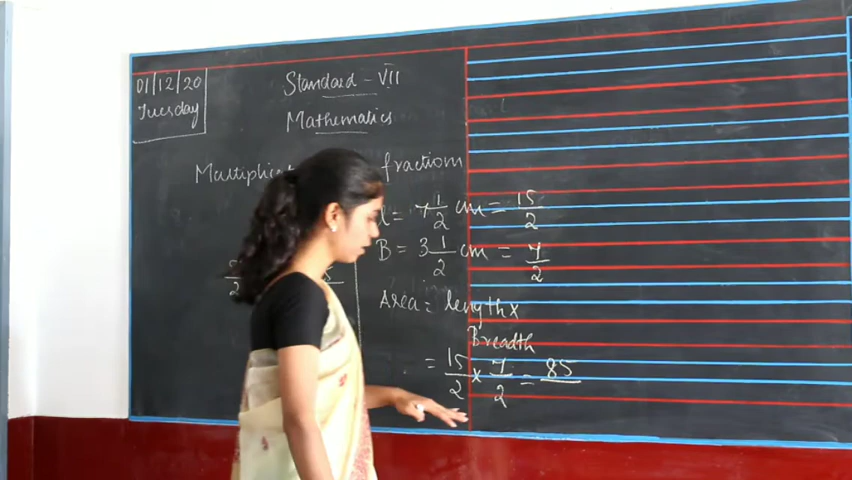 01/12/20
Tuesday
Standard - VII
Mathematics
fractions
l = 7 1/2 cm = 15/2
B = 3 1/2 cm = 7/2
Area = length x
Breadth
= 15/2 x 7/2 = 85